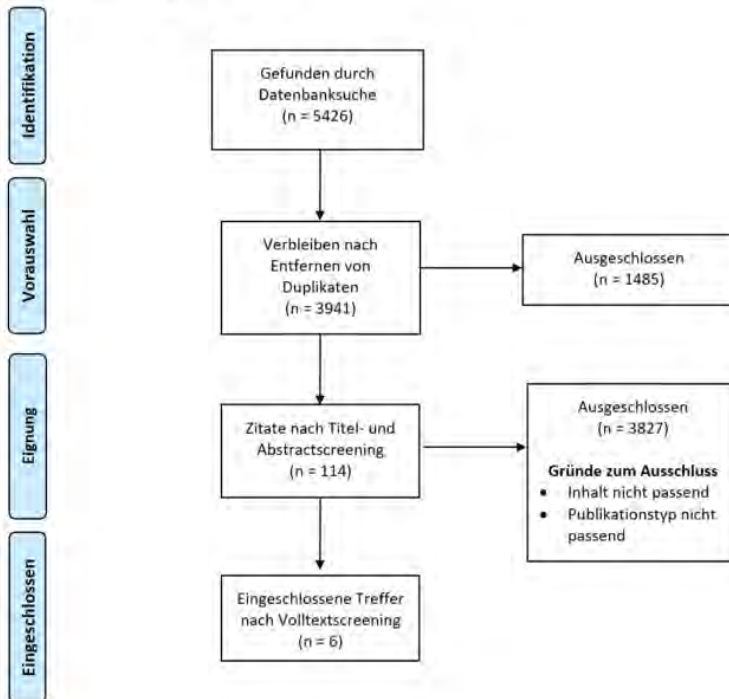 Identifikation
Gefunden durch
Datenbanksuche
(n = 5426)
Vorauswahl
Verbleiben nach
Entfernen von
Duplikaten
(n = 3941)
Ausgeschlossen
(n = 1485)
Eignung
Zitate nach Titel- und
Abstractscreening
(n = 114)
Ausgeschlossen
(n = 3827)
Gründe zum Ausschluss
• Inhalt nicht passend
• Publikationstyp nicht
passend
Eingeschlossen
Eingeschlossene Treffer
nach Volltextscreening
(n = 6)